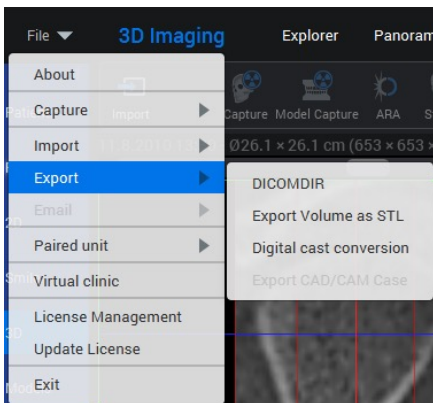 File 3D Imaging Explorer Panoram
About
Capture
Import
Export
Email
Paired unit
Virtual clinic
License Management
Update License
Exit
Import Capture Model Capture ARA S
Ø26.1 × 26.1 cm (653 × 653 ×
DICOMDIR
Export Volume as STL
Digital cast conversion
Export CAD/CAM Case
2D
3D